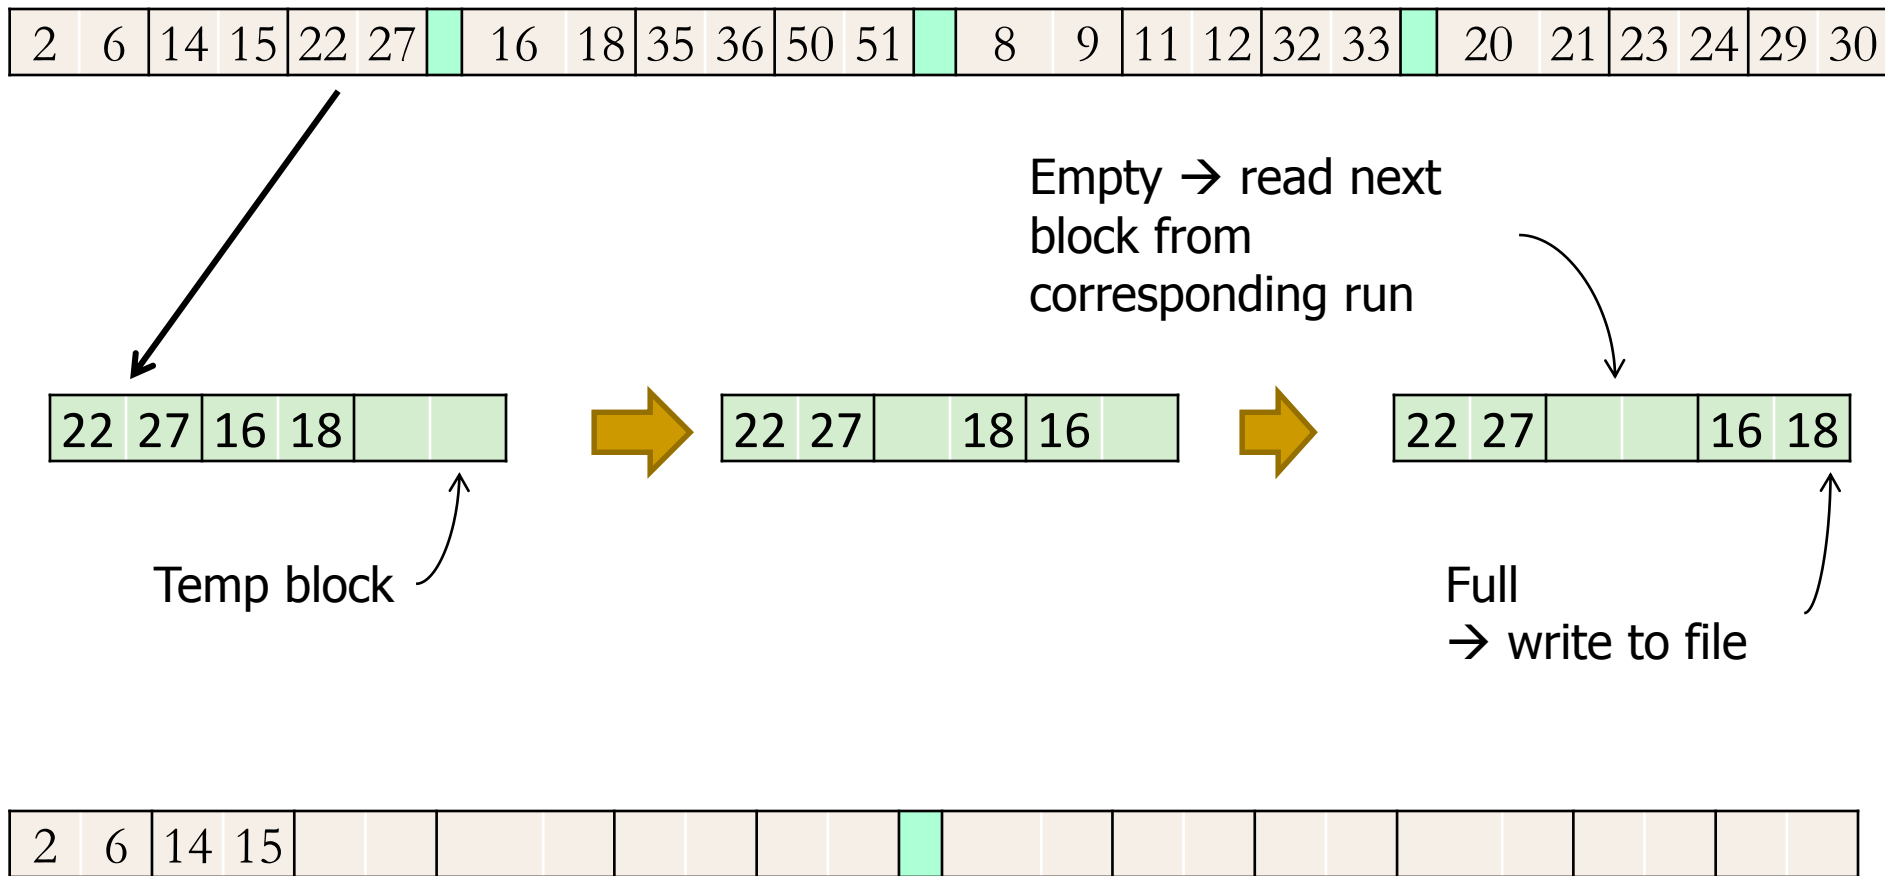 2 6 14 15 22 27 16 18 35 36 50 51 8 9 11 12 32 33 20 21 23 24 29 30
Empty → read next
block from
corresponding run
22 27 16 18
22 27 18 16
22 27 16 18
Temp block
Full
→ write to file
2 6 14 15